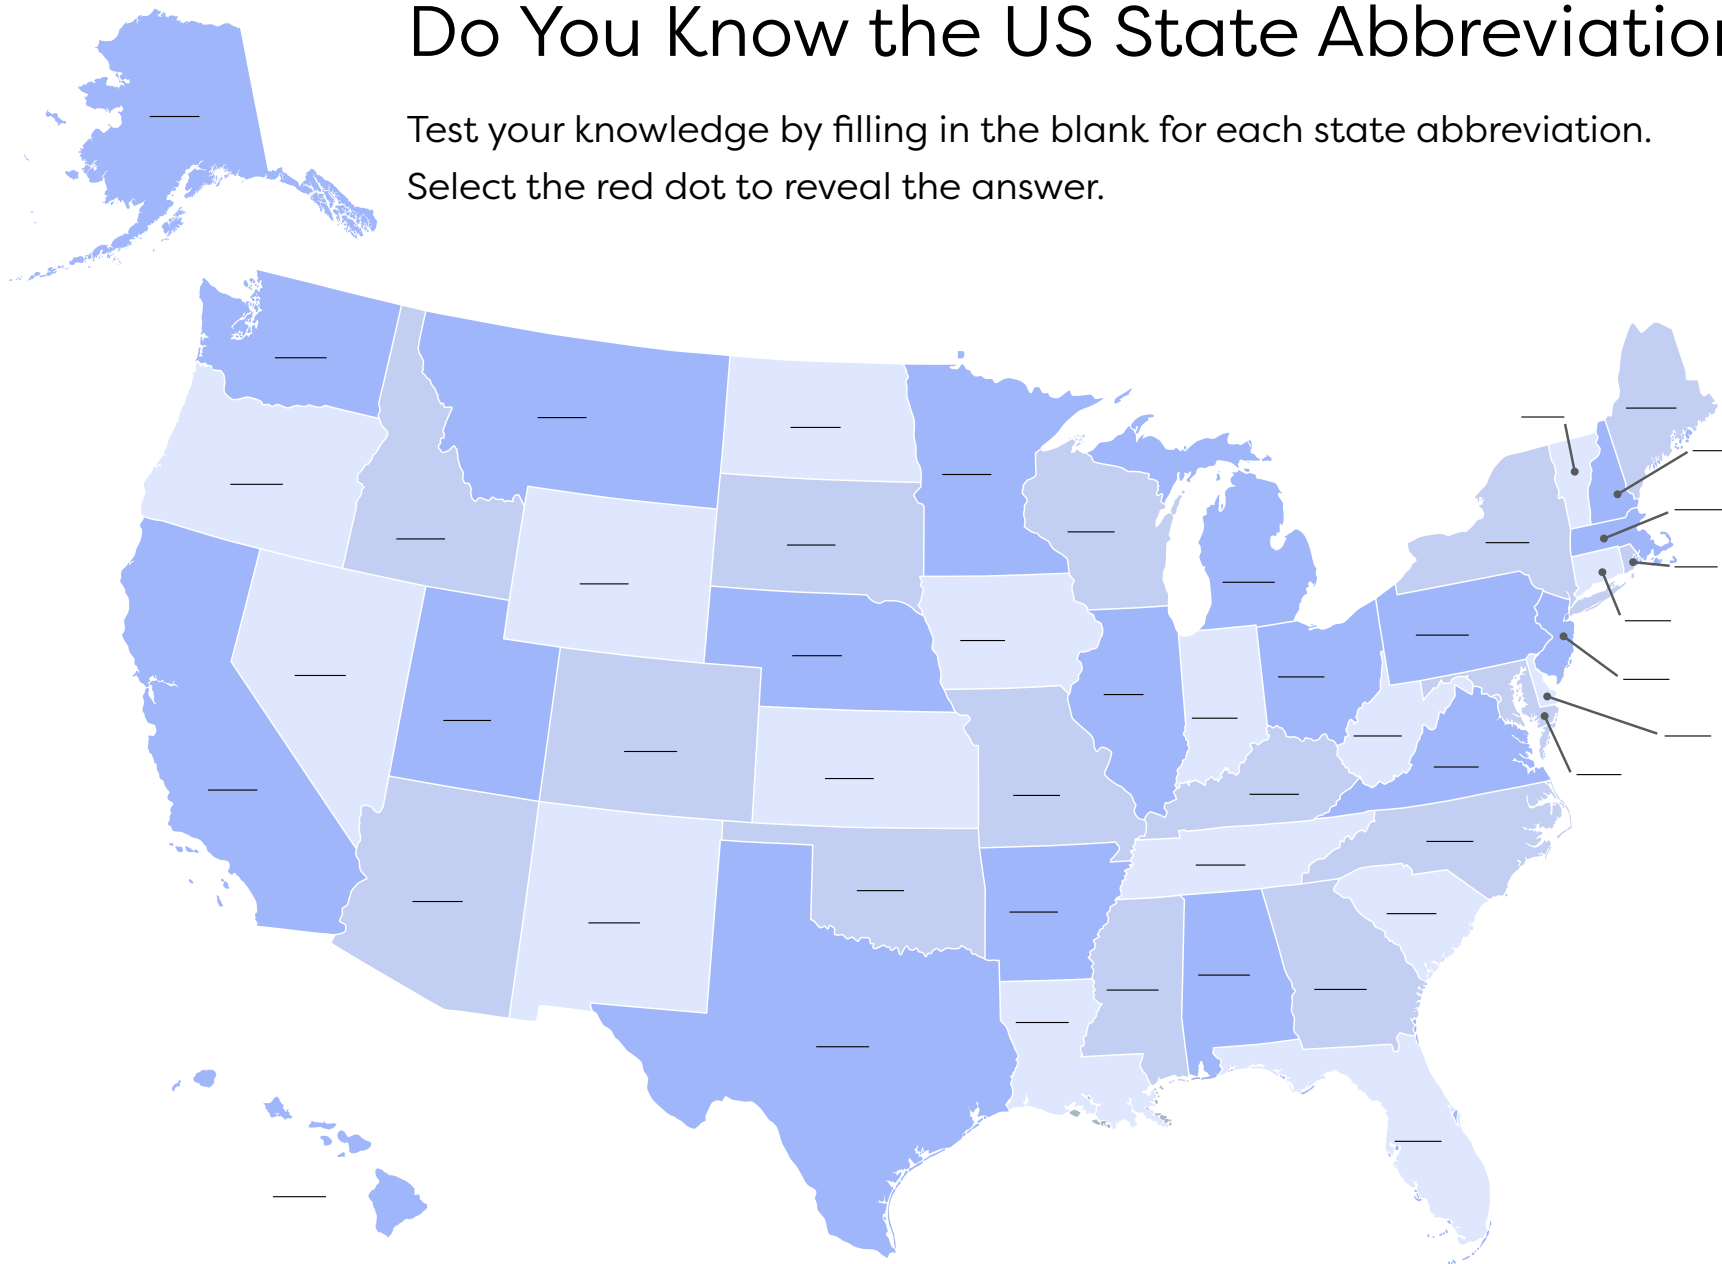 Do You Know the US State Abbreviation
Test your knowledge by filling in the blank for each state abbreviation.
Select the red dot to reveal the answer.